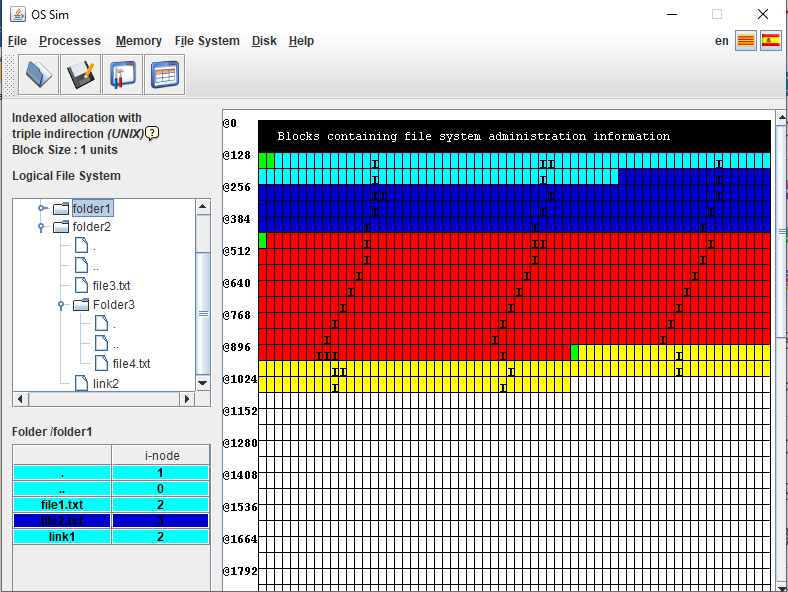 OS Sim
File Processes Memory File System Disk Help en
Indexed allocation with
triple indirection (UNIX) ?
Block Size : 1 units
Logical File System
folder1
folder2
.
..
file3.txt
Folder3
.
..
file4.txt
link2
Folder /folder1
i-node
. 1
.. 0
file1.txt 2
file2.txt 3
link1 2
@0
Blocks containing file system administration information
@128
I I I I
I I I
@256
I I I
I I
@384
I I I
@512
I I I
I I
@640
I I I
I I I
@768
I I I
I I I
@896
I I I
I I I I I
@1024
I I I I
I I
@1152
@1280
@1408
@1536
@1664
@1792